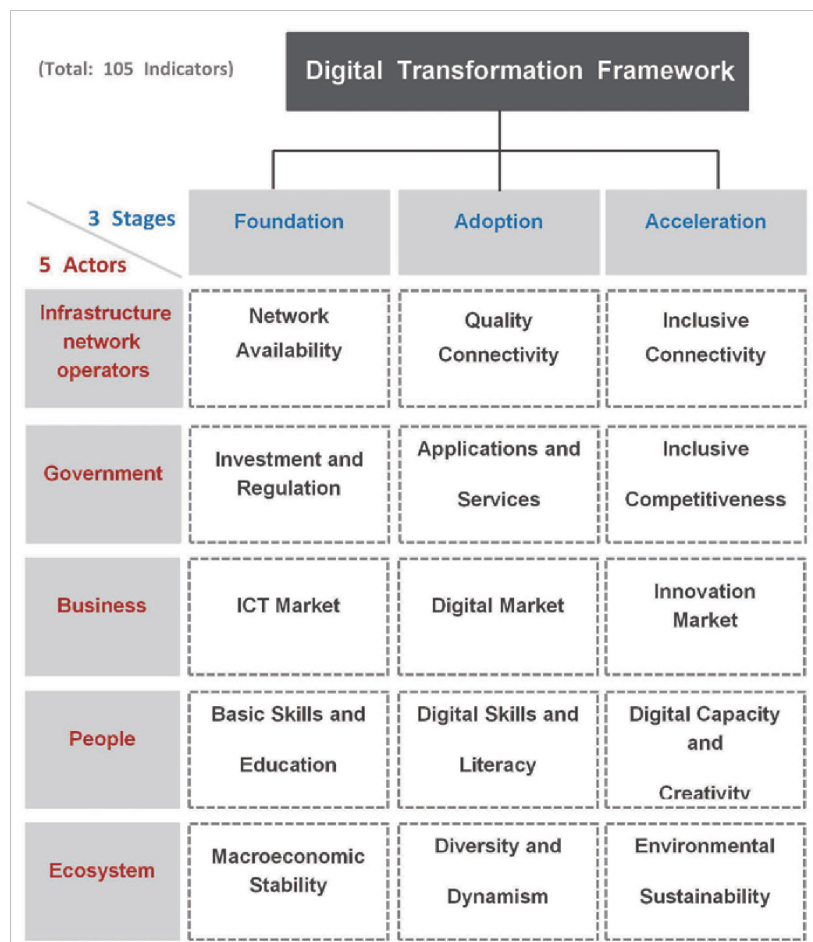 (Total: 105 Indicators)
Digital Transformation Framework
3 Stages
5 Actors
Foundation
Adoption
Acceleration
Infrastructure
network
operators
Network
Availability
Quality
Connectivity
Inclusive
Connectivity
Government
Investment and
Regulation
Applications and
Services
Inclusive
Competitiveness
Business
ICT Market
Digital Market
Innovation
Market
People
Basic Skills and
Education
Digital Skills and
Literacy
Digital Capacity
and
Creativity
Ecosystem
Macroeconomic
Stability
Diversity and
Dynamism
Environmental
Sustainability